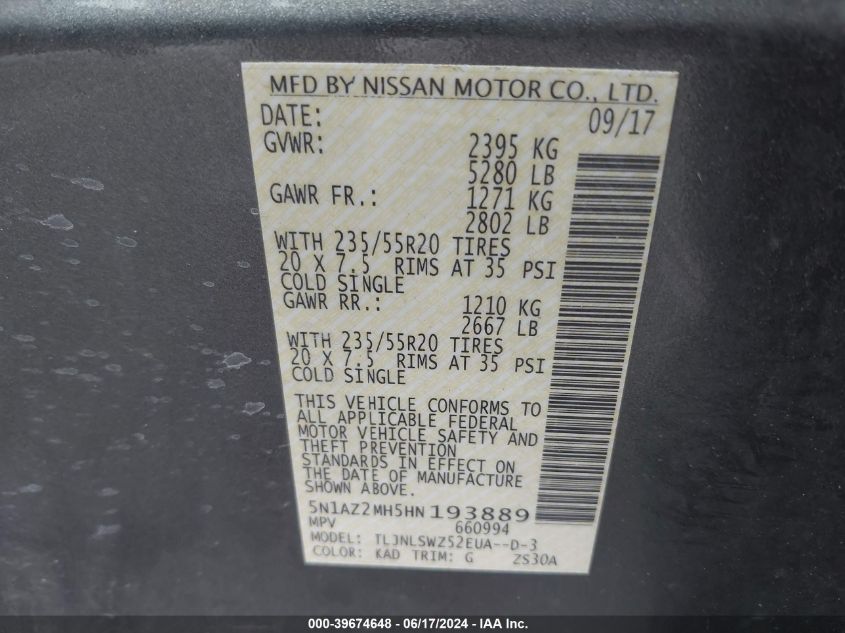 MFD BY NISSAN MOTOR CO., LTD.
DATE: 09/17
GVWR: 2395 KG
5280 LB
GAWR FR.: 1271 KG
2802 LB
WITH 235/55R20 TIRES
20 X 7.5 RIMS AT 35 PSI
COLD SINGLE
GAWR RR.: 1210 KG
2667 LB
WITH 235/55R20 TIRES
20 X 7.5 RIMS AT 35 PSI
COLD SINGLE
THIS VEHICLE CONFORMS TO
ALL APPLICABLE FEDERAL
MOTOR VEHICLE SAFETY AND
THEFT PREVENTION
STANDARDS IN EFFECT ON
THE DATE OF MANUFACTURE
SHOWN ABOVE.
5N1AZ2MH5HN193889
MPV 660994
MODEL: TLJNLSWZ52EUA--D-3
COLOR: KAD TRIM: G ZS30A
000-39674648 - 06/17/2024 - IAA Inc.